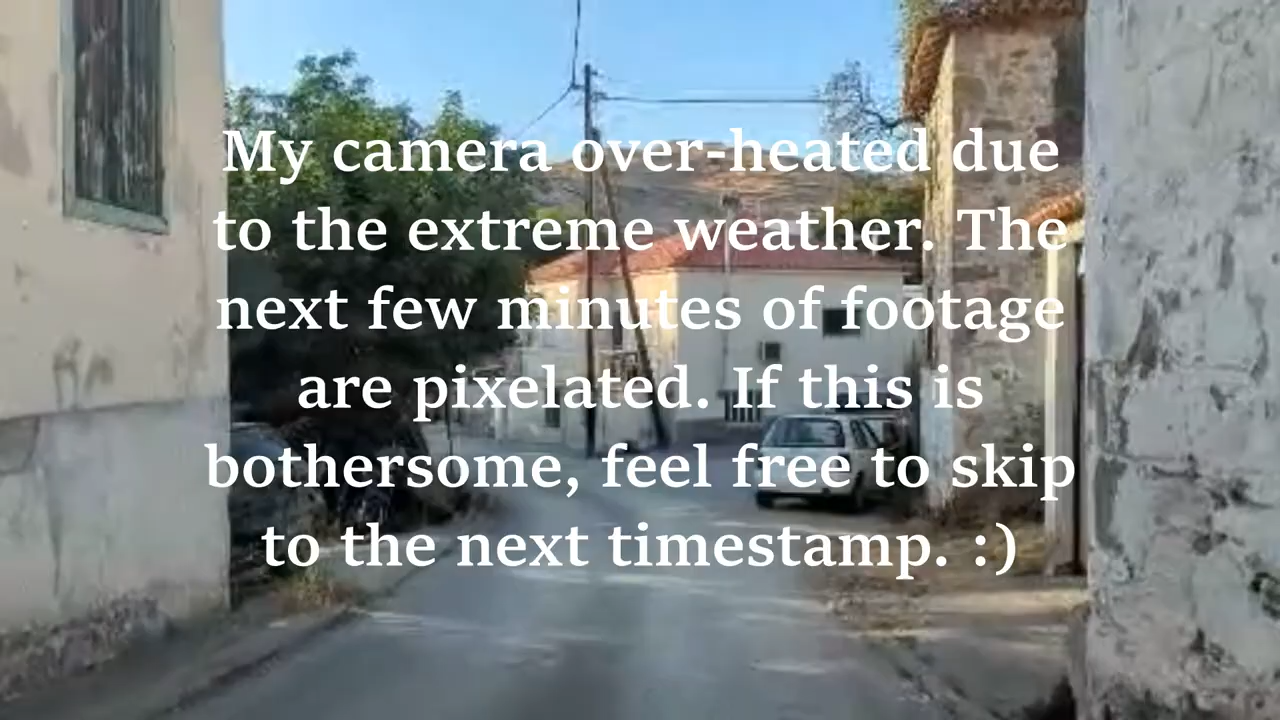 My camera over-heated due
to the extreme weather. The
next few minutes of footage
are pixelated. If this is
bothersome, feel free to skip
to the next timestamp. :)